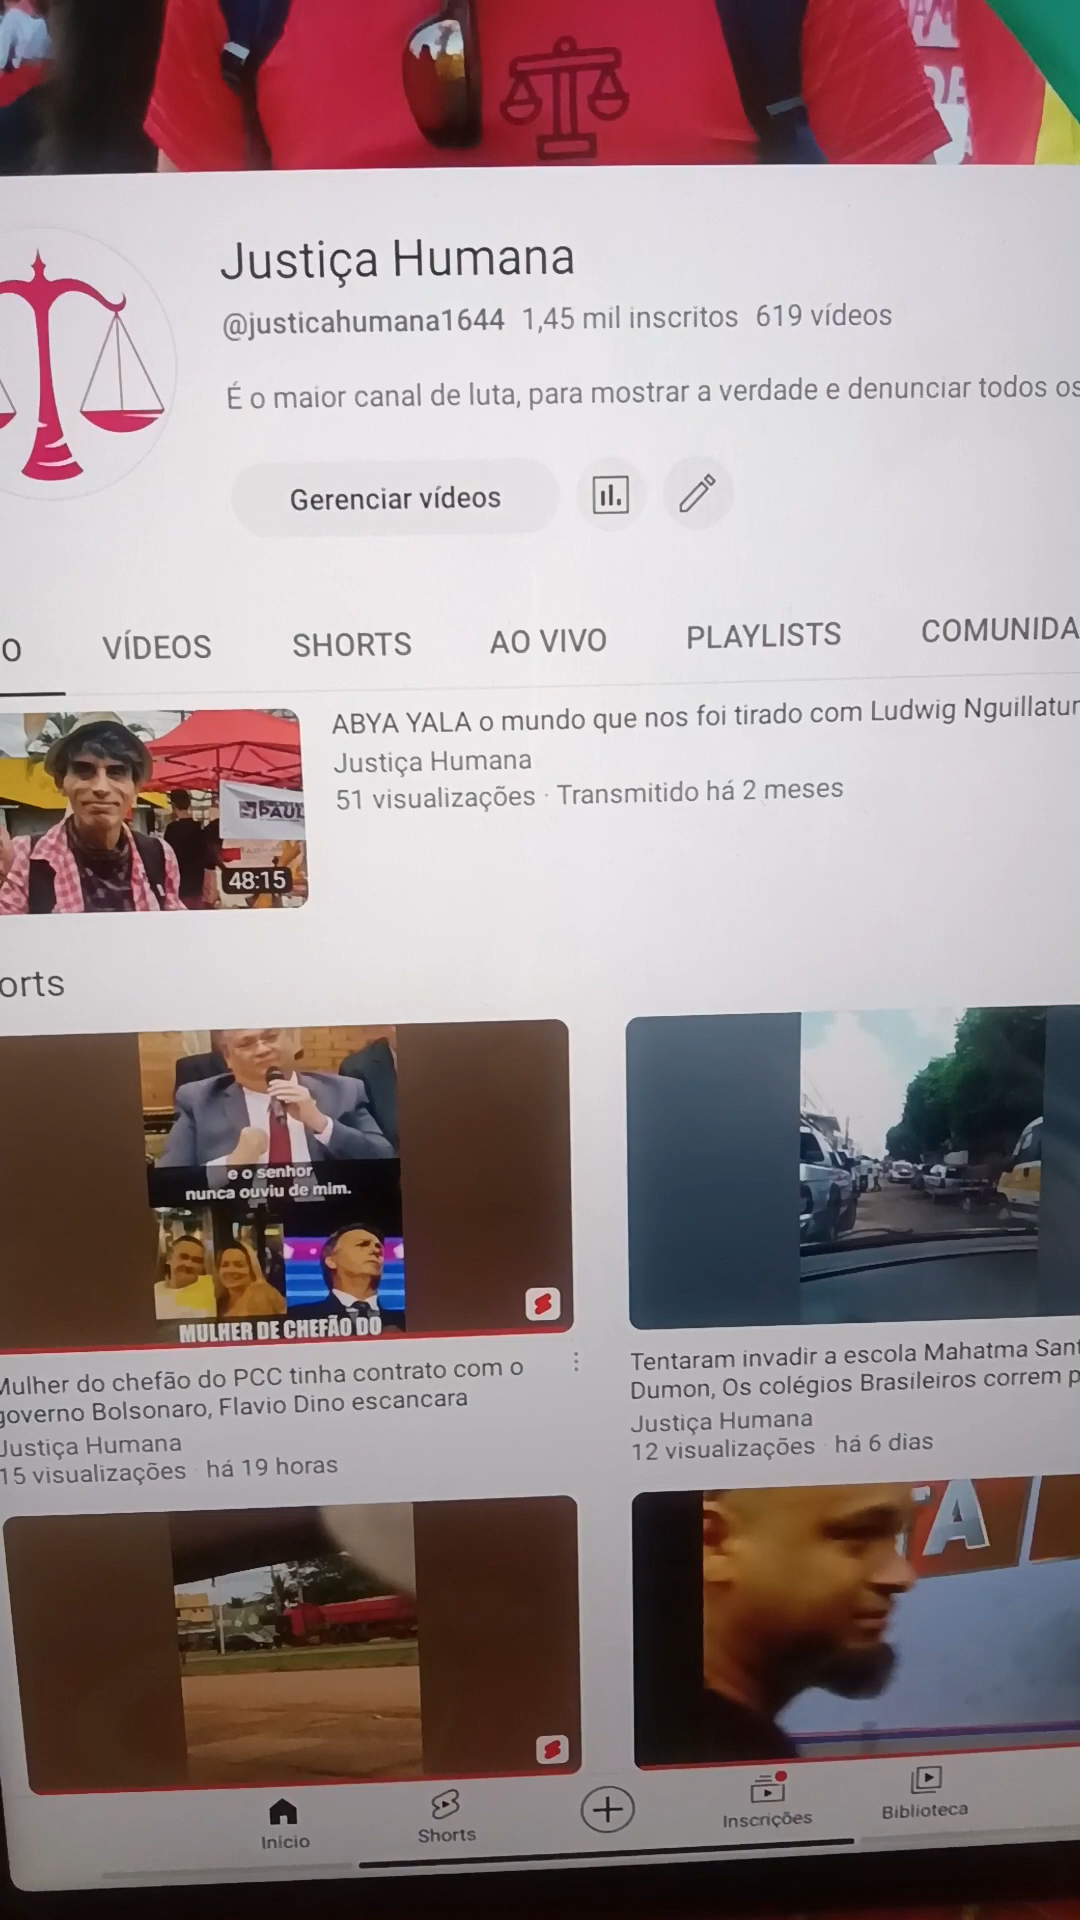 Justiça Humana
@justicahumana1644 1,45 mil inscritos 619 vídeos
É o maior canal de luta, para mostrar a verdade e denunciar todos os
Gerenciar vídeos
O VÍDEOS SHORTS AO VIVO PLAYLISTS COMUNIDA
ABYA YALA o mundo que nos foi tirado com Ludwig Nguillatur
Justiça Humana
51 visualizações · Transmitido há 2 meses
PAUL
48:15
orts
e o senhor
nunca ouviu de mim.
MULHER DE CHEFÃO DO
Mulher do chefão do PCC tinha contrato com o
governo Bolsonaro, Flavio Dino escancara
Justiça Humana
15 visualizações · há 19 horas
Tentaram invadir a escola Mahatma Sant
Dumon, Os colégios Brasileiros correm p
Justiça Humana
12 visualizações · há 6 dias
A
Início
Shorts
Inscrições
Biblioteca